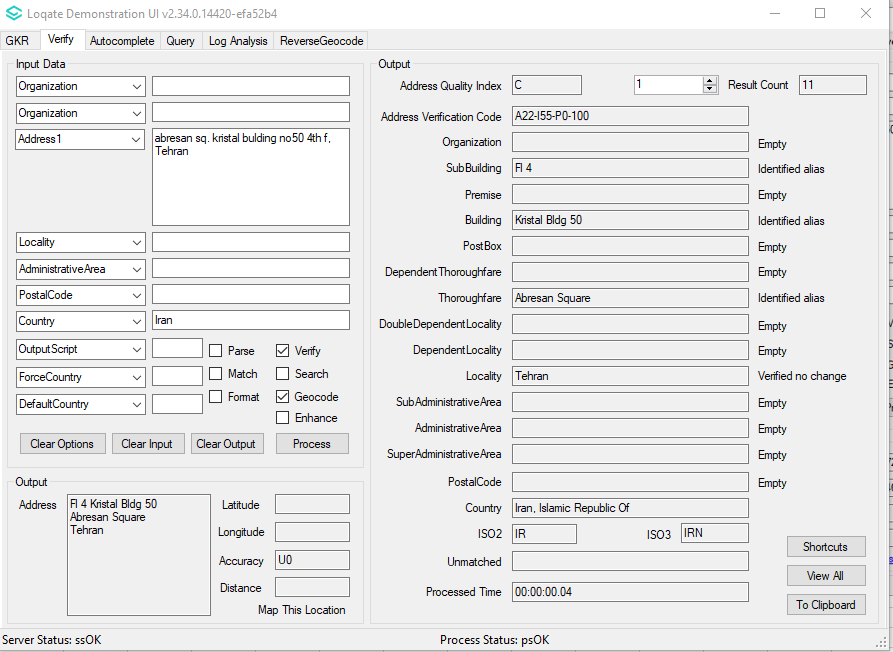 Loqate Demonstration UI v2.34.0.14420-efa52b4
GKR Verify Autocomplete Query Log Analysis ReverseGeocode
Input Data
Organization
Organization
Address1 abresan sq. kristal bulding no50 4th f,
Tehran
Locality
AdministrativeArea
PostalCode
Country Iran
OutputScript Parse Verify
ForceCountry Match Search
DefaultCountry Format Geocode
Enhance
Clear Options Clear Input Clear Output Process
Output
Address Fl 4 Kristal Bldg 50
Abresan Square
Tehran
Latitude
Longitude
Accuracy U0
Distance
Map This Location
Output
Address Quality Index C 1 Result Count 11
Address Verification Code A22-I55-P0-100
Organization Empty
SubBuilding Fl 4 Identified alias
Premise Empty
Building Kristal Bldg 50 Identified alias
PostBox Empty
DependentThoroughfare Empty
Thoroughfare Abresan Square Identified alias
DoubleDependentLocality Empty
DependentLocality Empty
Locality Tehran Verified no change
SubAdministrativeArea Empty
AdministrativeArea Empty
SuperAdministrativeArea Empty
PostalCode Empty
Country Iran, Islamic Republic Of
ISO2 IR ISO3 IRN
Unmatched
Processed Time 00:00:00.04
Shortcuts
View All
To Clipboard
Server Status: ssOK Process Status: psOK